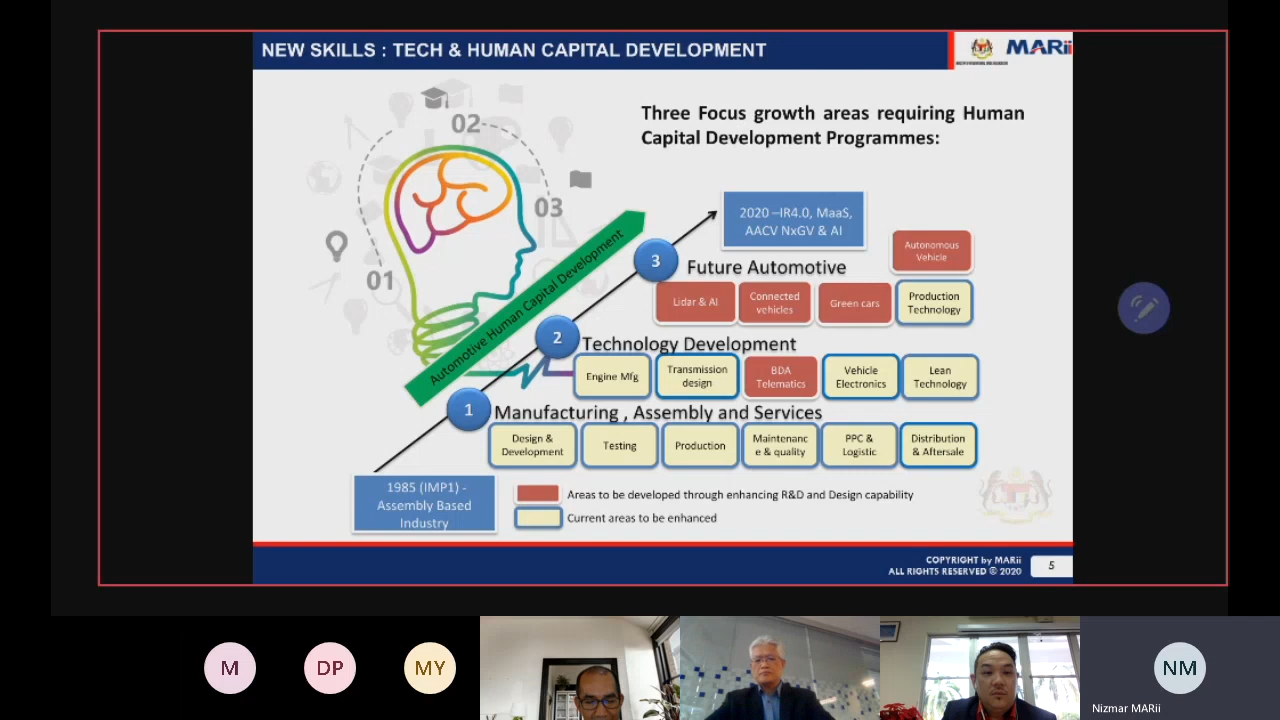 NEW SKILLS : TECH & HUMAN CAPITAL DEVELOPMENT
MARii
Three Focus growth areas requiring Human
Capital Development Programmes:
01
02
03
Automotive Human Capital Development
2020 –IR4.0, MaaS,
AACV NxGV & AI
3
Future Automotive
Autonomous
Vehicle
Lidar & AI
Connected
vehicles
Green cars
Production
Technology
2
Technology Development
Engine Mfg
Transmission
design
BDA
Telematics
Vehicle
Electronics
Lean
Technology
1
Manufacturing , Assembly and Services
Design &
Development
Testing
Production
Maintenanc
e & quality
PPC &
Logistic
Distribution
& Aftersale
1985 (IMP1) -
Assembly Based
Industry
Areas to be developed through enhancing R&D and Design capability
Current areas to be enhanced
COPYRIGHT by MARii
ALL RIGHTS RESERVED © 2020
5
M
DP
MY
NM
Nizmar MARii